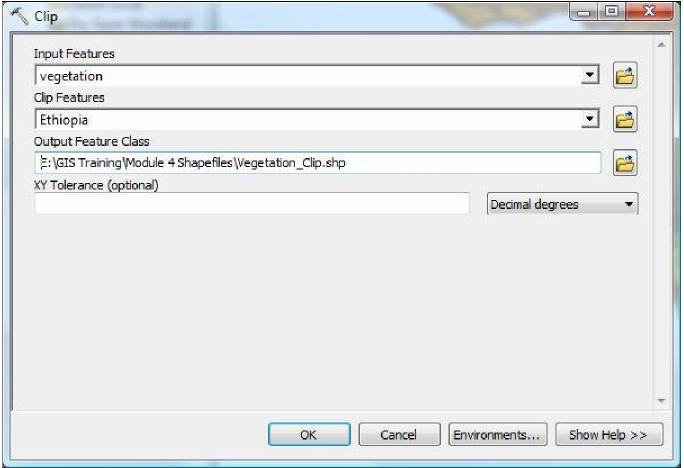 Clip
Input Features
vegetation
Clip Features
Ethiopia
Output Feature Class
E:\GIS Training\Module 4 Shapefiles\Vegetation_Clip.shp
XY Tolerance (optional)
Decimal degrees
OK Cancel Environments... Show Help >>